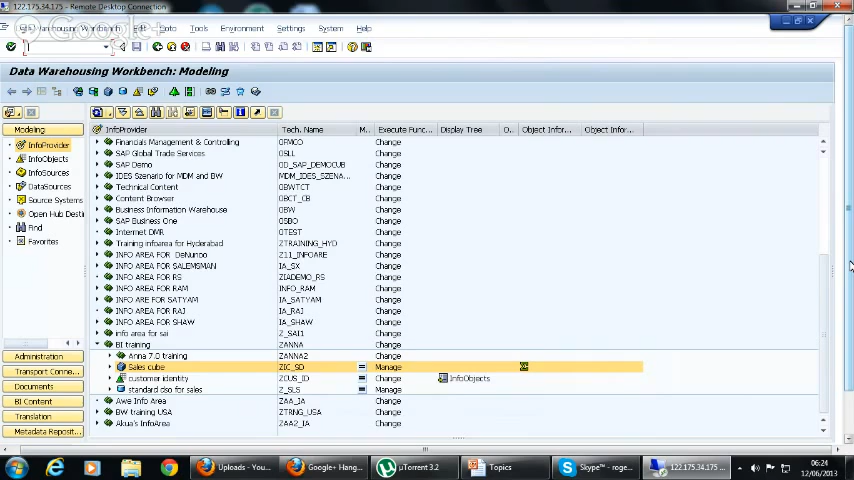 122.175.34.175 - Remote Desktop Connection
Google+
Data Warehousing Workbench Edit Goto Tools Environment Settings System Help
Data Warehousing Workbench: Modeling
Modeling
InfoProvider
InfoObjects
InfoSources
DataSources
Source Systems
Open Hub Desti
Find
Favorites
Administration
Transport Conne...
Documents
BI Content
Translation
Metadata Reposit...
InfoProvider Tech. Name M... Execute Func... Display Tree O... Object Infor... Object Infor...
Financials Management & Controlling 0FMCO Change
SAP Global Trade Services 0SLL Change
SAP Demo 0D_SAP_DEMOCUB Change
IDES Szenario for MDM and BW MDM_IDES_SZENA... Change
Technical Content 0BWTCT Change
Content Browser 0BCT_CB Change
Business Information Warehouse 0BW Change
SAP Business One 0SBO Change
Internet DMR 0TEST Change
Training infoarea for Hyderabad ZTRAINING_HYD Change
INFO AREA FOR DeNunoo Z11_INFOARE Change
INFO AREA FOR SALEMSMAN IA_SX Change
INFO AREA FOR RS ZIADEMO_RS Change
INFO AREA FOR RAM INFO_RAM Change
INFO ARE FOR SATYAM IA_SATYAM Change
INFO AREA FOR RAJ IA_RAJ Change
INFO AREA FOR SHAW IA_SHAW Change
info area for sai Z_SAI1 Change
BI training ZANNA Change
Anna 7.0 training ZANNA2 Change
Sales cube ZIC_SD Manage
customer identity ZCUS_ID Change InfoObjects
standard dso for sales Z_SLS Manage
Awe Info Area ZAA_IA Change
BW training USA ZTRNG_USA Change
Akua's InfoArea ZAA2_IA Change
Uploads - You...
Google+ Hang...
µTorrent 3.2
Topics
Skype™ - roge...
122.175.34.175 ...
06:24
12/06/2013